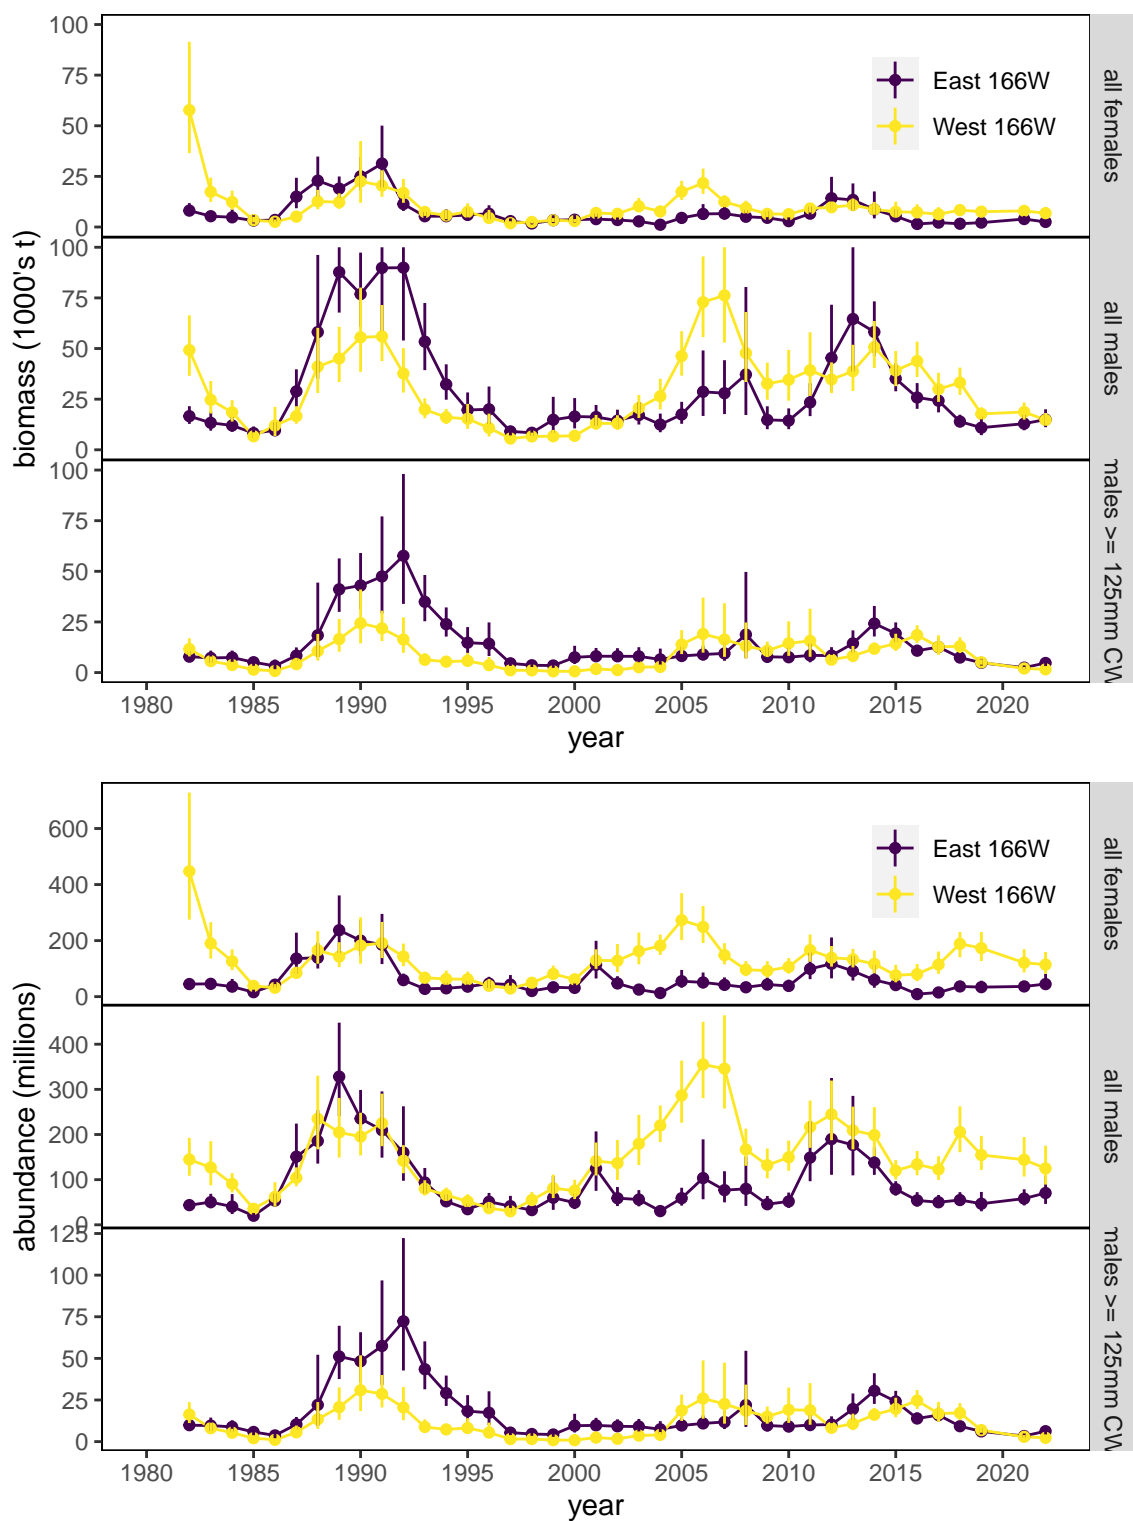 100
75
50
25
0
East 166W
West 166W
all females
100
75
50
25
0
all males
biomass (1000's t)
100
75
50
25
0
males >= 125mm CW
1980 1985 1990 1995 2000 2005 2010 2015 2020
year
600
400
200
0
East 166W
West 166W
all females
400
300
200
100
0
all males
abundance (millions)
125
100
75
50
25
0
males >= 125mm CW
1980 1985 1990 1995 2000 2005 2010 2015 2020
year